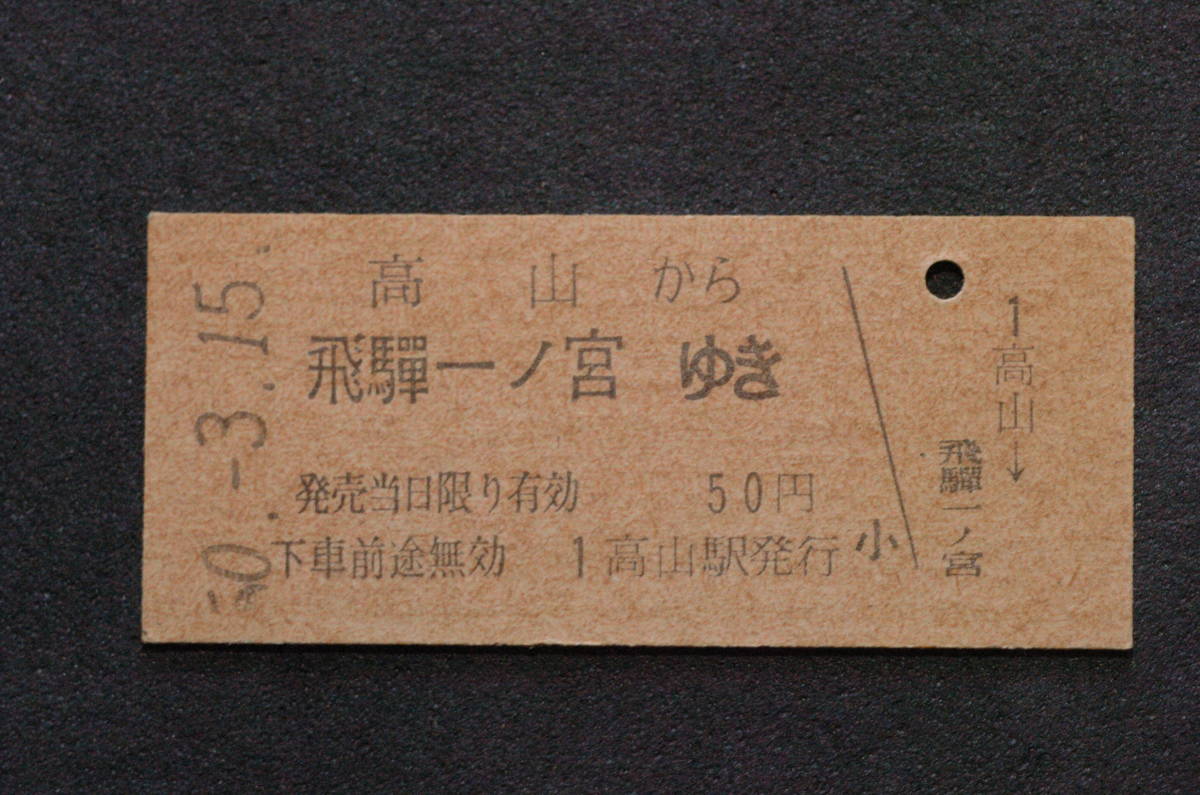 50.-3.15
高山から
飛驒一ノ宮ゆき
発売当日限り有効 50円
下車前途無効 1 高山駅発行 小
1
高山→
飛驒一ノ宮